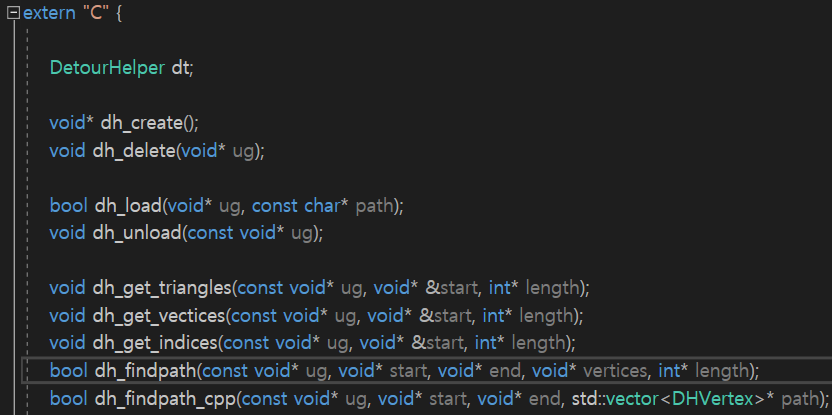 extern "C" {
DetourHelper dt;
void* dh_create();
void dh_delete(void* ug);
bool dh_load(void* ug, const char* path);
void dh_unload(const void* ug);
void dh_get_triangles(const void* ug, void* &start, int* length);
void dh_get_vectices(const void* ug, void* &start, int* length);
void dh_get_indices(const void* ug, void* &start, int* length);
bool dh_findpath(const void* ug, void* start, void* end, void* vertices, int* length);
bool dh_findpath_cpp(const void* ug, void* start, void* end, std::vector<DHVertex>* path);